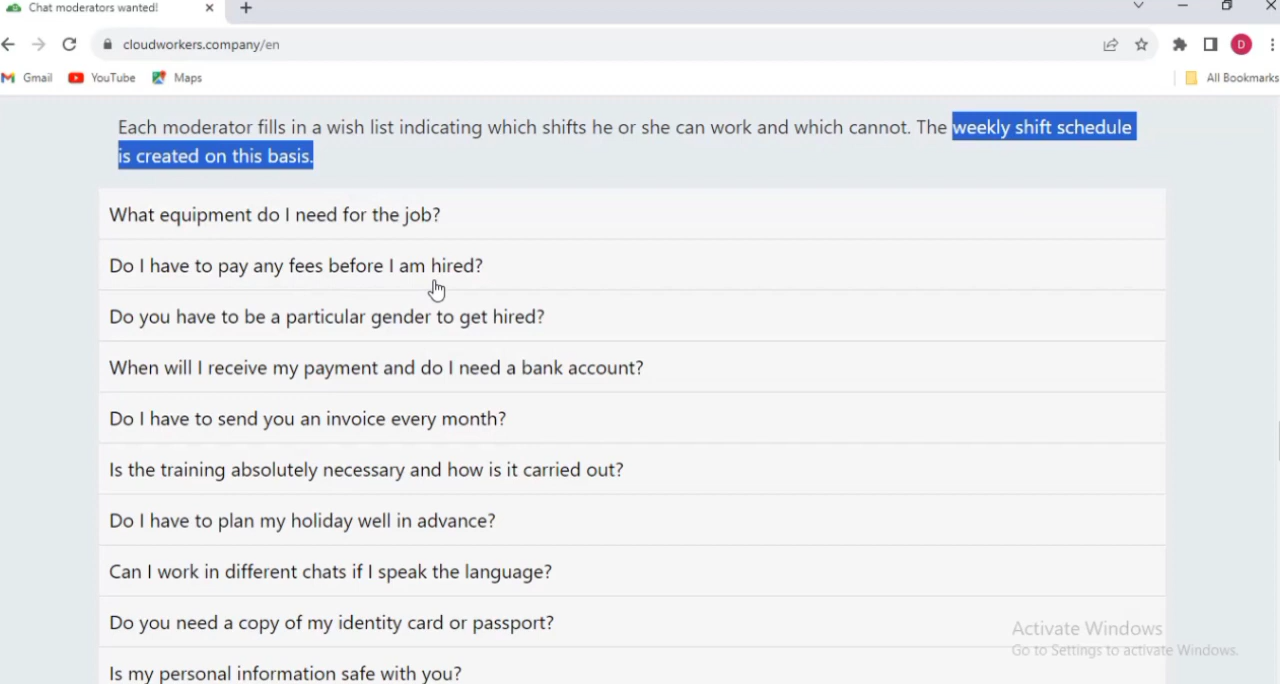 Chat moderators wanted!
cloudworkers.company/en
D
Gmail YouTube Maps All Bookmarks
Each moderator fills in a wish list indicating which shifts he or she can work and which cannot. The weekly shift schedule
is created on this basis.
What equipment do I need for the job?
Do I have to pay any fees before I am hired?
Do you have to be a particular gender to get hired?
When will I receive my payment and do I need a bank account?
Do I have to send you an invoice every month?
Is the training absolutely necessary and how is it carried out?
Do I have to plan my holiday well in advance?
Can I work in different chats if I speak the language?
Do you need a copy of my identity card or passport?
Activate Windows
Go to Settings to activate Windows.
Is my personal information safe with you?